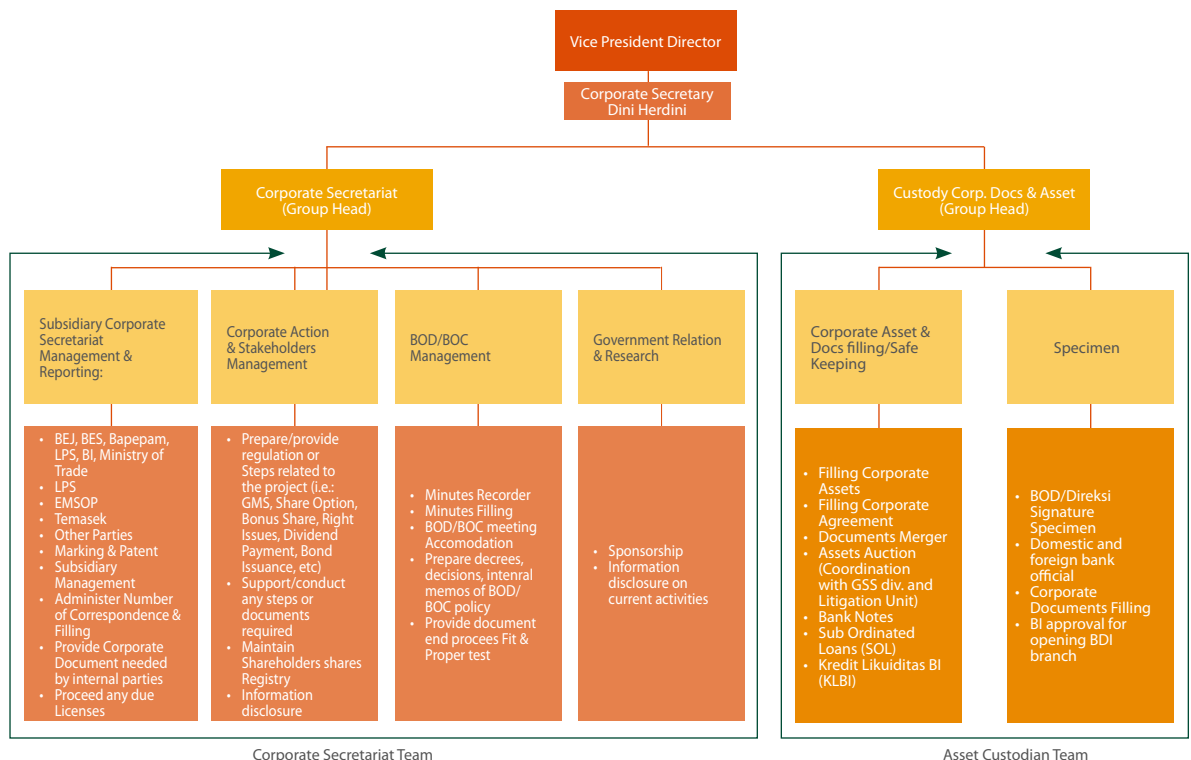 Vice President Director
Corporate Secretary
Dini Herdini
Corporate Secretariat
(Group Head)
Custody Corp. Docs & Asset
(Group Head)
Subsidiary Corporate
Secretariat
Management &
Reporting:
Corporate Action
& Stakeholders
Management
BOD/BOC
Management
Government Relation
& Research
Corporate Asset &
Docs filling/Safe
Keeping
Specimen
• BEJ, BES, Bapepam,
LPS, BI, Ministry of
Trade
• LPS
• EMSOP
• Temasek
• Other Parties
• Marking & Patent
• Subsidiary
Management
• Administer Number
of Correspondence &
Filling
• Provide Corporate
Document needed
by internal parties
• Proceed any due
Licenses
• Prepare/provide
regulation or
Steps related to
the project (i.e.:
GMS, Share Option,
Bonus Share, Right
Issues, Dividend
Payment, Bond
Issuance, etc)
• Support/conduct
any steps or
documents
required
• Maintain
Shareholders shares
Registry
• Information
disclosure
• Minutes Recorder
• Minutes Filling
• BOD/BOC meeting
Accomodation
• Prepare decrees,
decisions, intenral
memos of BOD/
BOC policy
• Provide document
end procees Fit &
Proper test
• Sponsorship
• Information
disclosure on
current activities
• Filling Corporate
Assets
• Filling Corporate
Agreement
• Documents Merger
• Assets Auction
(Coordination
with GSS div. and
Litigation Unit)
• Bank Notes
• Sub Ordinated
Loans (SOL)
• Kredit Likuiditas BI
(KLBI)
• BOD/Direksi
Signature
Specimen
• Domestic and
foreign bank
official
• Corporate
Documents Filling
• BI approval for
opening BDI
branch
Corporate Secretariat Team
Asset Custodian Team